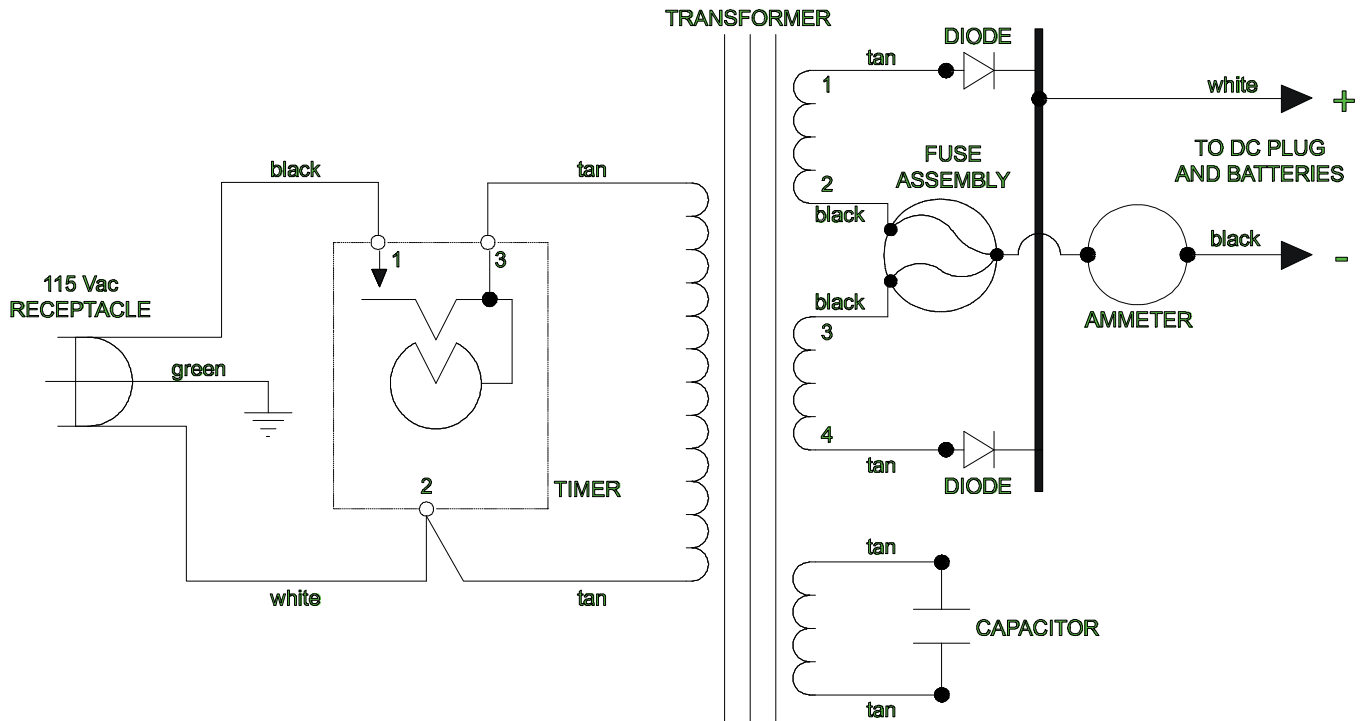 TRANSFORMER
DIODE
tan
1
white
+
FUSE
ASSEMBLY
TO DC PLUG
AND BATTERIES
black
tan
2
black
1
3
black
-
115 Vac
RECEPTACLE
black
3
AMMETER
green
4
tan
DIODE
2
TIMER
tan
white
tan
CAPACITOR
tan